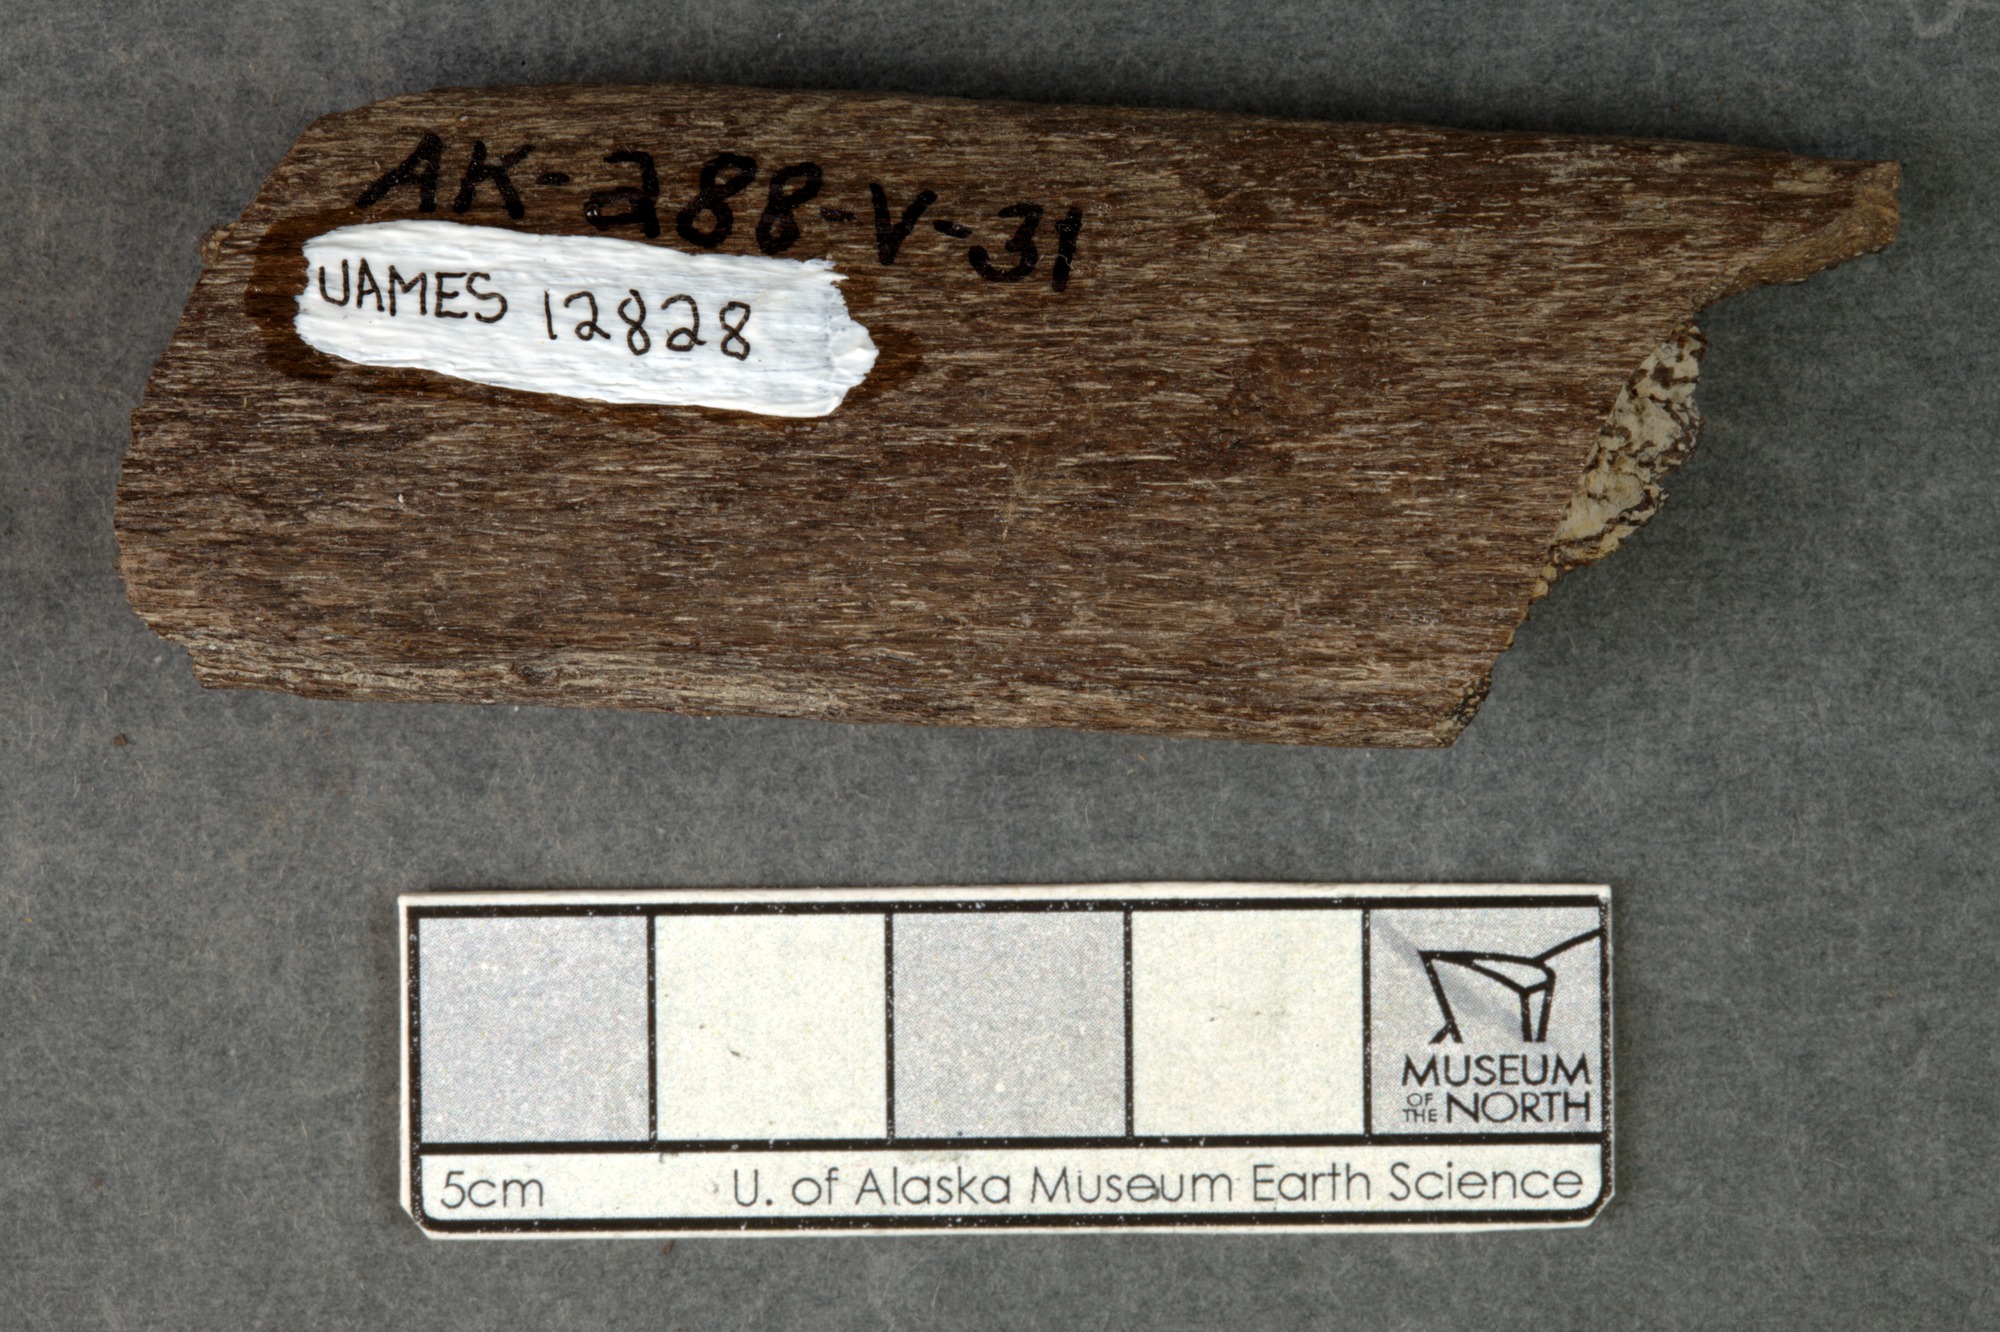 AK-288-V-31
UAMES 12828
MUSEUM
OF THE NORTH
5cm U. of Alaska Museum Earth Science